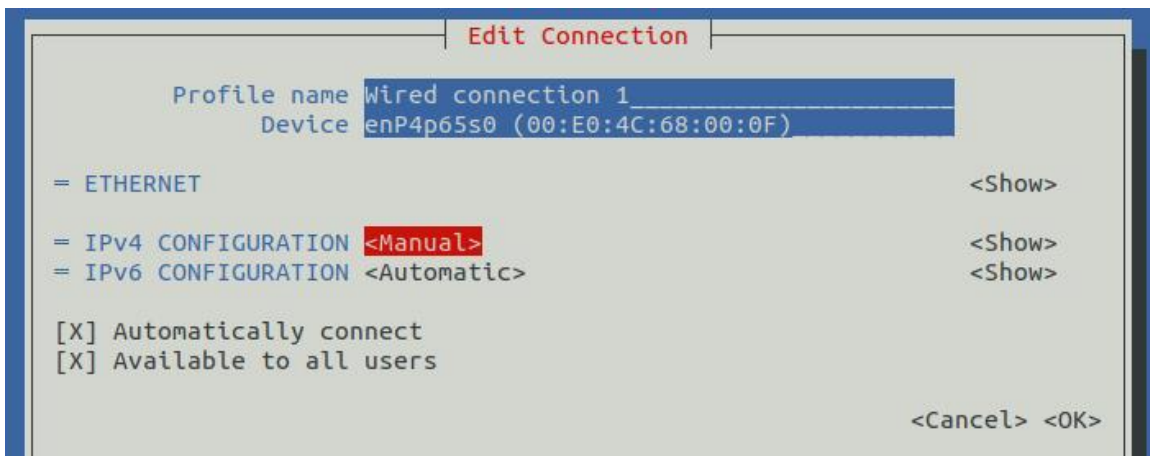 Edit Connection
Profile name Wired connection 1
Device enP4p65s0 (00:E0:4C:68:00:0F)
= ETHERNET <Show>
= IPv4 CONFIGURATION <Manual> <Show>
= IPv6 CONFIGURATION <Automatic> <Show>
[X] Automatically connect
[X] Available to all users
<Cancel> <OK>